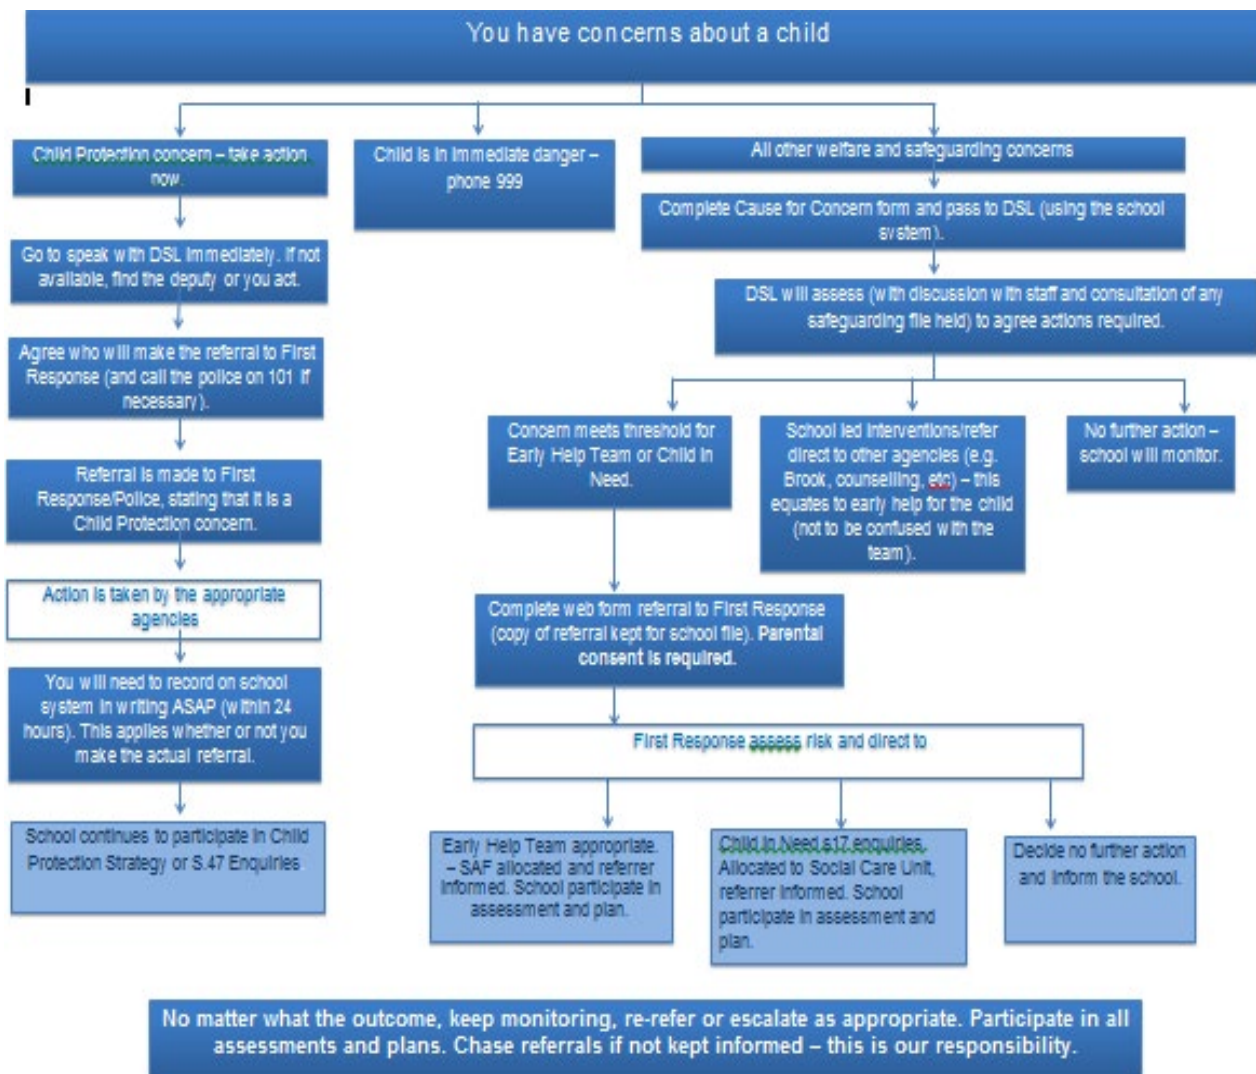 You have concerns about a child
Child Protection concern – take action
now.
Go to speak with DSL immediately. If not
available, find the deputy or you act.
Agree who will make the referral to First
Response (and call the police on 101 if
necessary).
Referral is made to First
Response/Police, stating that it is a
Child Protection concern.
Action is taken by the appropriate
agencies
You will need to record on school
system in writing ASAP (within 24
hours). This applies whether or not you
make the actual referral.
School continues to participate in Child
Protection Strategy or S.47 Enquiries
Child is in immediate danger –
phone 999
All other welfare and safeguarding concerns
Complete Cause for Concern form and pass to DSL (using the school
system).
DSL will assess (with discussion with staff and consultation of any
safeguarding file held) to agree actions required.
Concern meets threshold for
Early Help Team or Child in
Need.
School led interventions/refer
direct to other agencies (e.g.
Brook, counselling, etc) – this
equates to early help for the child
(not to be confused with the
team).
No further action –
school will monitor.
Complete web form referral to First Response
(copy of referral kept for school file). Parental
consent is required.
First Response assess risk and direct to
Early Help Team appropriate.
– SAF allocated and referrer
informed. School participate in
assessment and plan.
Child in Need s17 enquiries.
Allocated to Social Care Unit,
referrer informed. School
participate in assessment and
plan.
Decide no further action
and inform the school.
No matter what the outcome, keep monitoring, re-refer or escalate as appropriate. Participate in all
assessments and plans. Chase referrals if not kept informed – this is our responsibility.